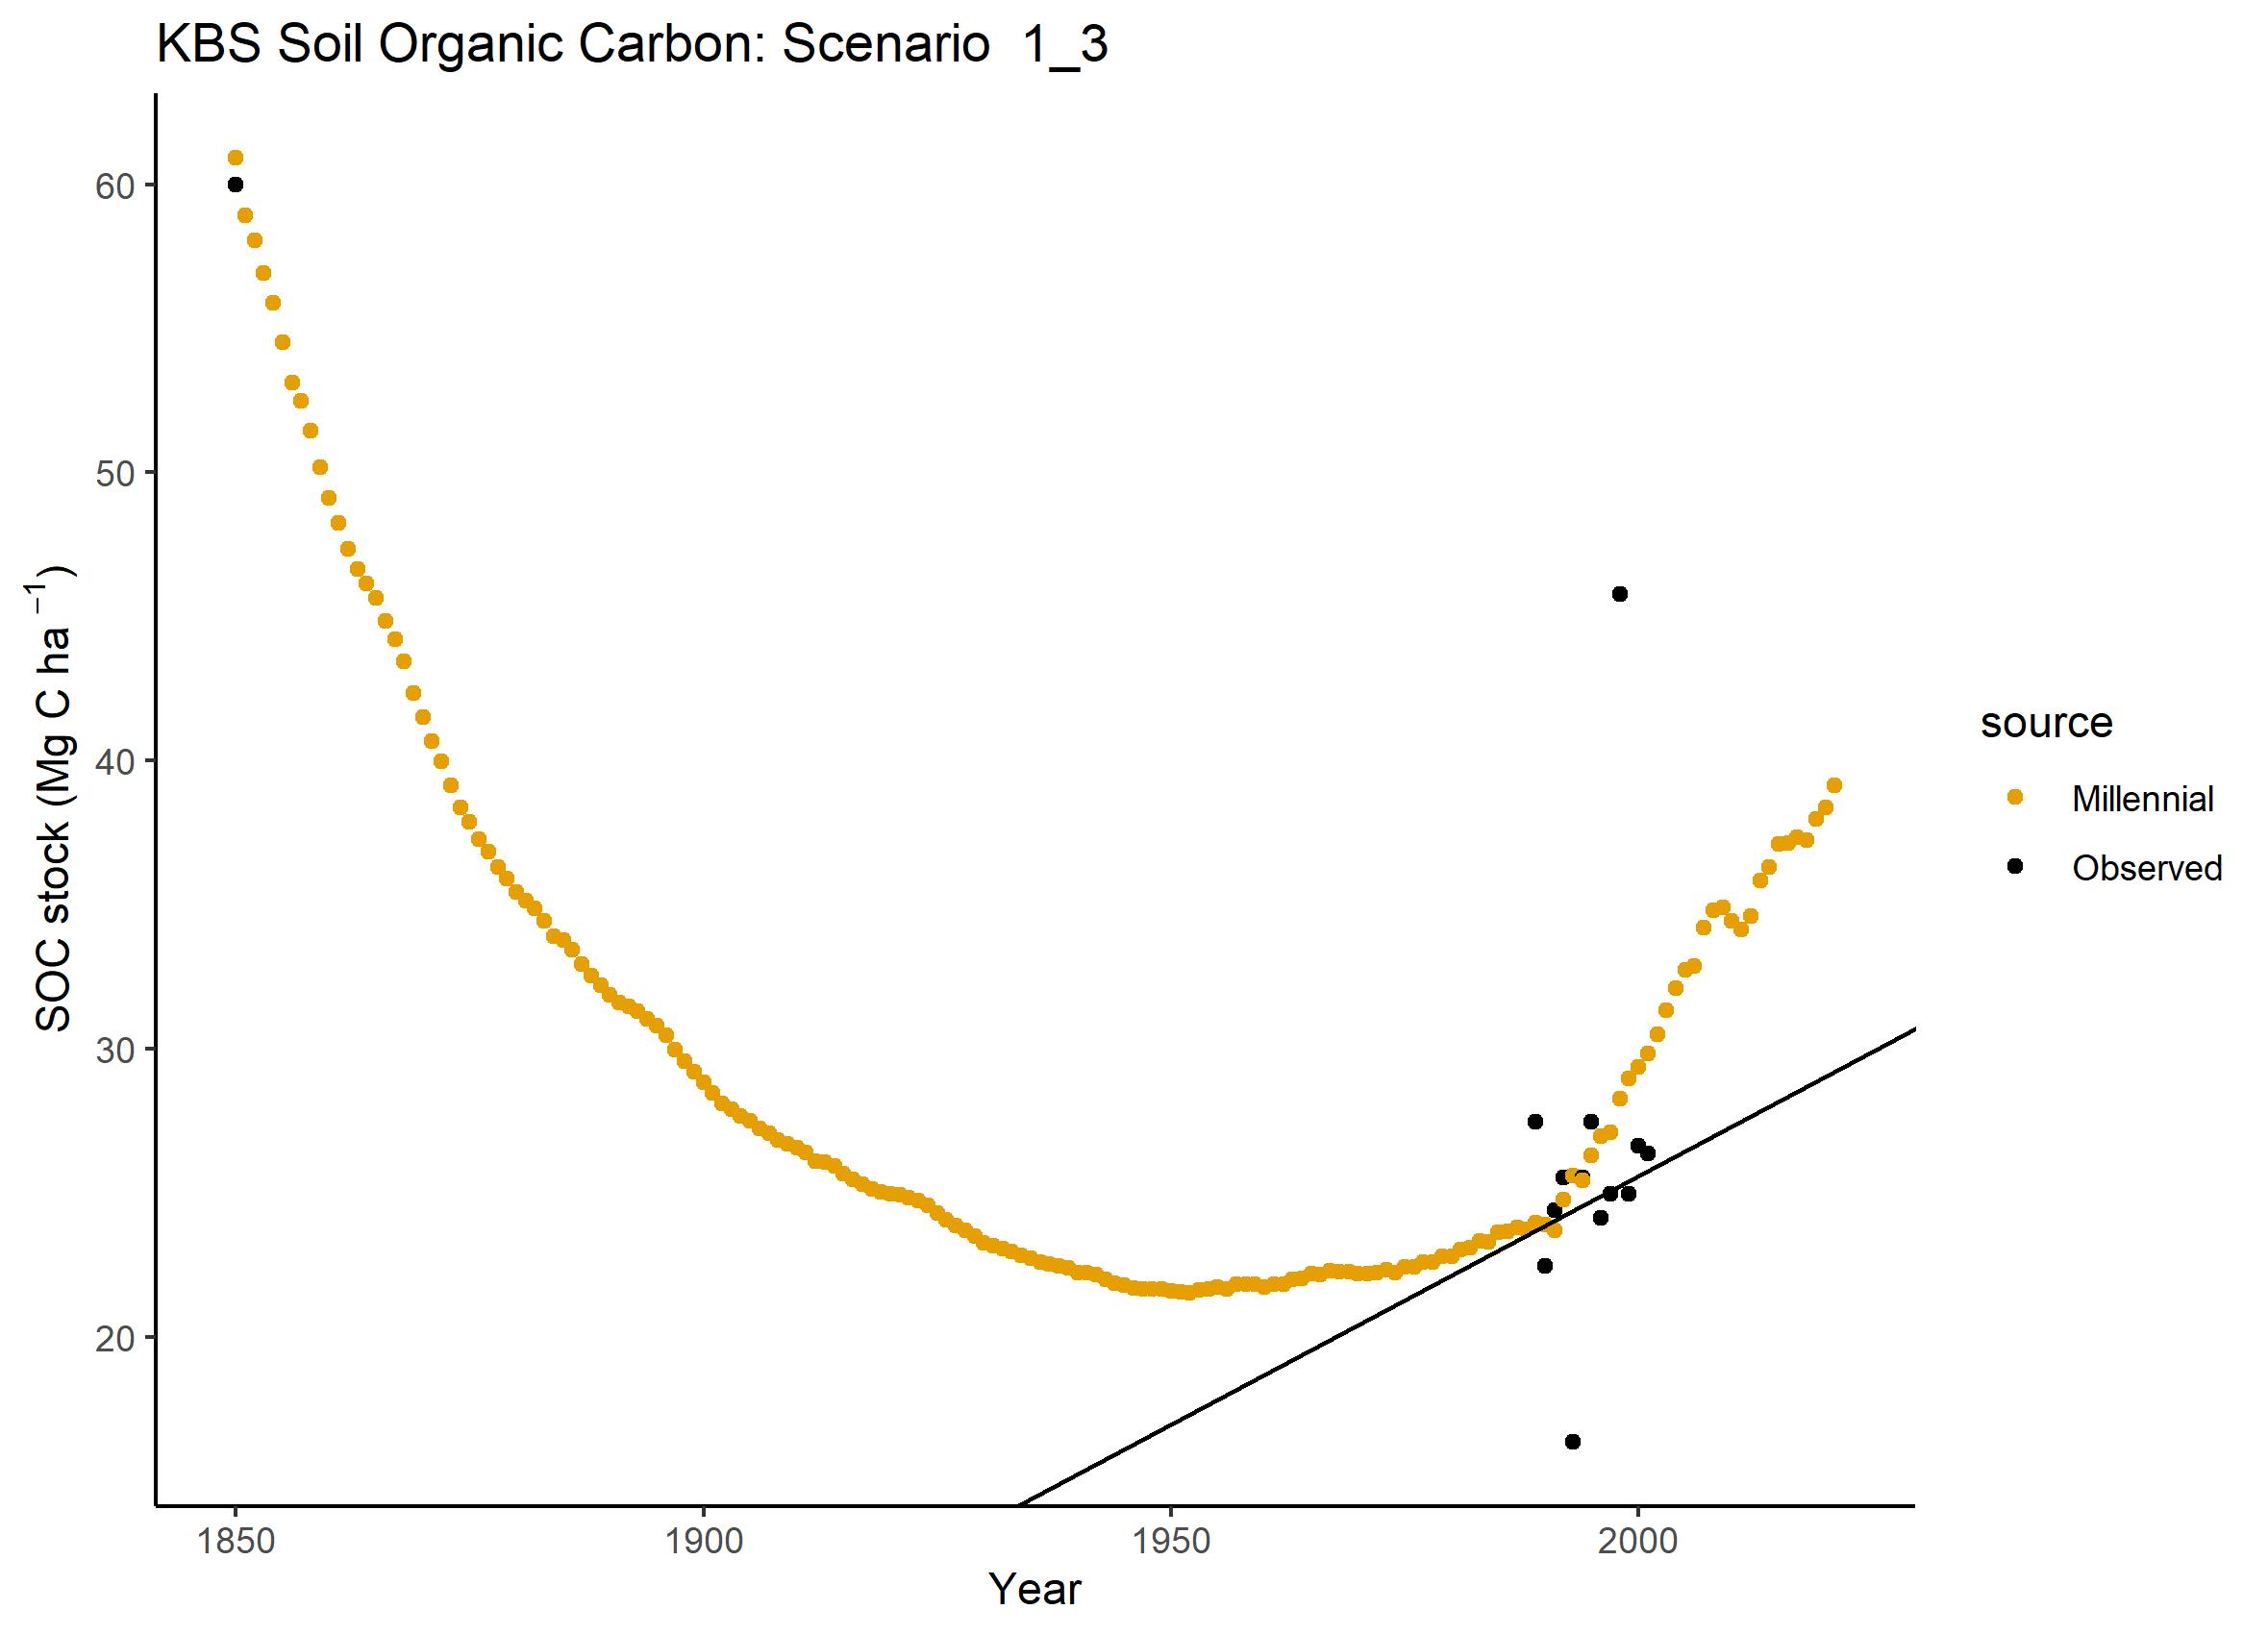 KBS Soil Organic Carbon: Scenario  1_3
60
50
40
30
20
SOC stock (Mg C ha −1)
1850
1900
1950
2000
Year
source
Millennial
Observed